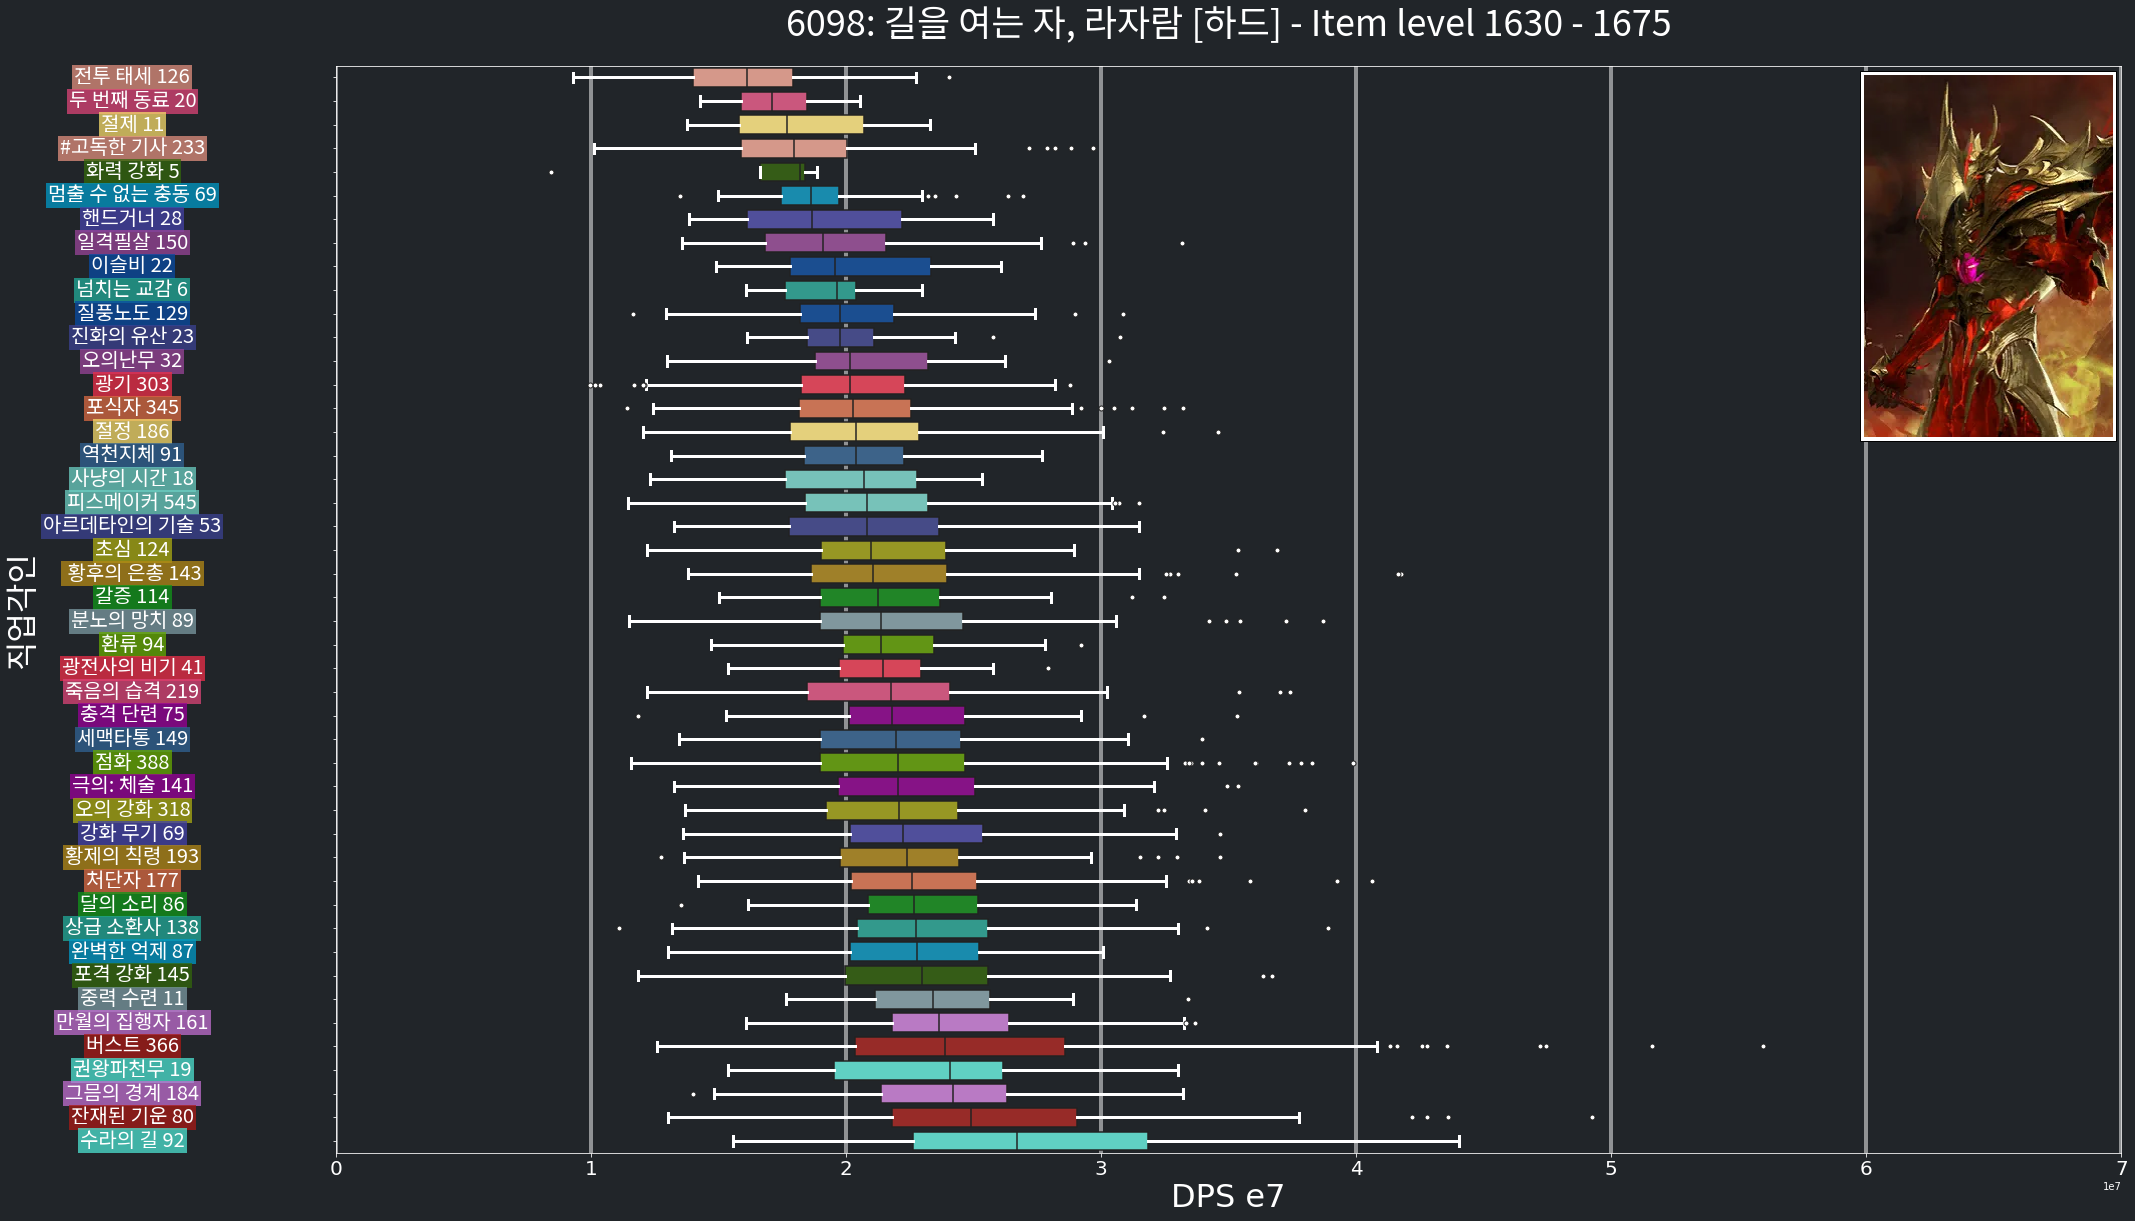 6098: 길을 여는 자, 라자람 [하드] - Item level 1630 - 1675
전투 태세 126
두 번째 동료 20
절제 11
#고독한 기사 233
화력 강화 5
멈출 수 없는 충동 69
핸드거너 28
일격필살 150
이슬비 22
넘치는 교감 6
질풍노도 129
진화의 유산 23
오의난무 32
광기 303
포식자 345
절정 186
역천지체 91
사냥의 시간 18
피스메이커 545
아르데타인의 기술 53
초심 124
황후의 은총 143
갈증 114
분노의 망치 89
환류 94
광전사의 비기 41
죽음의 습격 219
충격 단련 75
세맥타통 149
점화 388
극의: 체술 141
오의 강화 318
강화 무기 69
황제의 칙령 193
처단자 177
달의 소리 86
상급 소환사 138
완벽한 억제 87
포격 강화 145
중력 수련 11
만월의 집행자 161
버스트 366
권왕파천무 19
그믐의 경계 184
잔재된 기운 80
수라의 길 92
직업각인
0 1 2 3 4 5 6 7
1e7
DPS e7